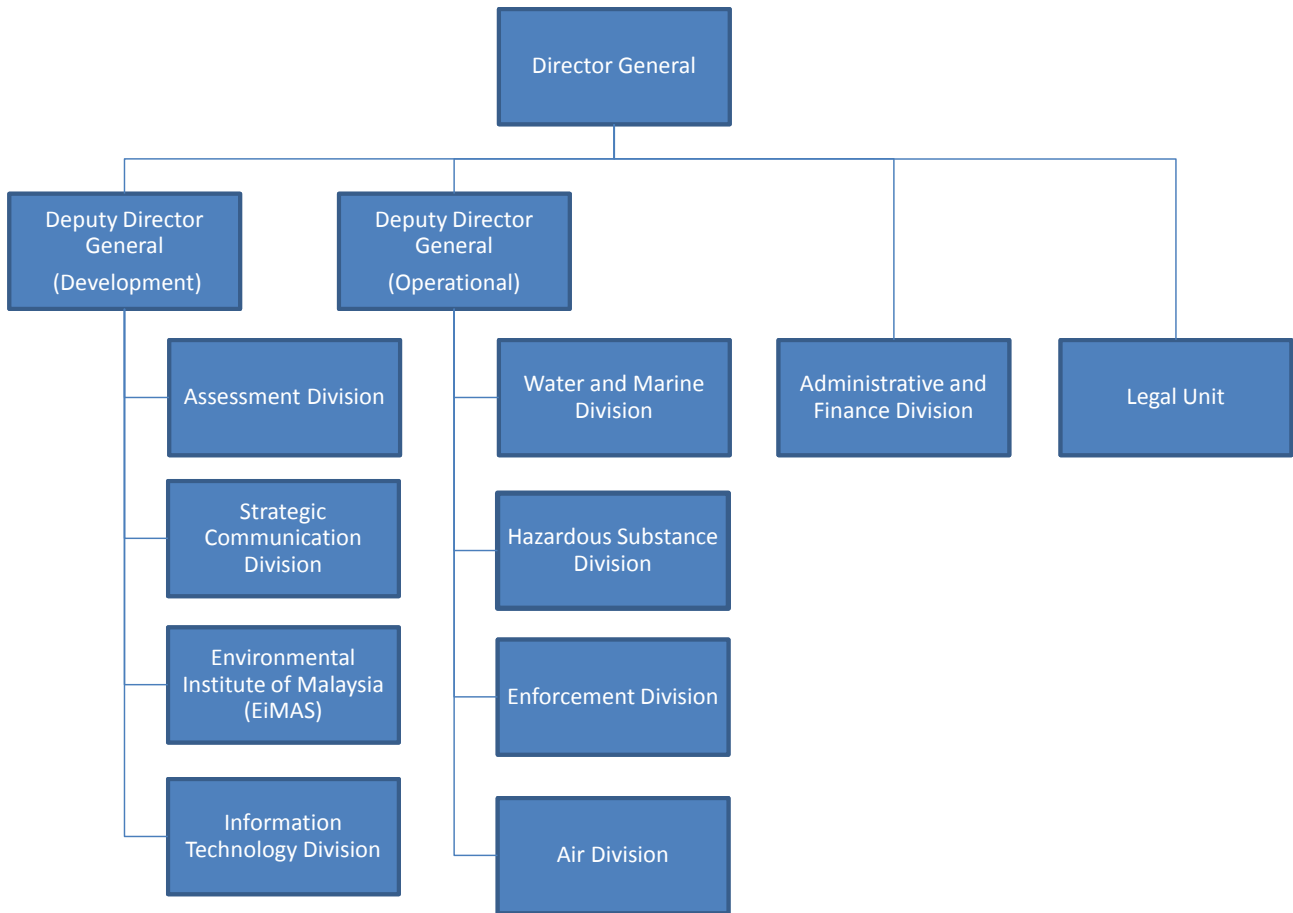 Director General
Deputy Director
General
(Development)
Deputy Director
General
(Operational)
Assessment Division
Water and Marine
Division
Administrative and
Finance Division
Legal Unit
Strategic
Communication
Division
Hazardous Substance
Division
Environmental
Institute of Malaysia
(EiMAS)
Enforcement Division
Information
Technology Division
Air Division